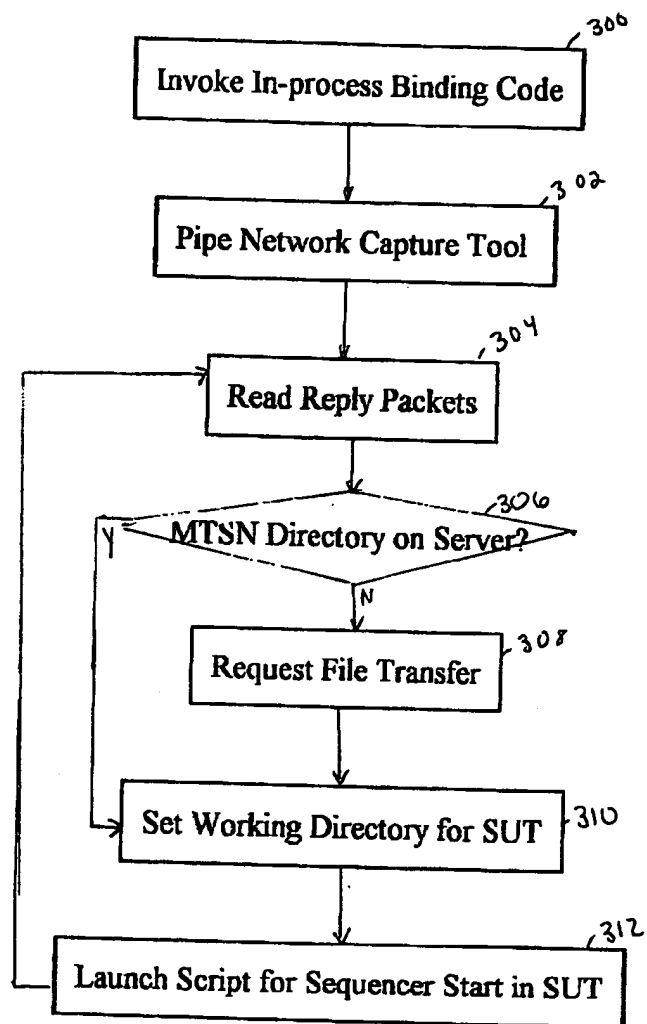 300
Invoke In-process Binding Code
302
Pipe Network Capture Tool
304
Read Reply Packets
306
MTSN Directory on Server?
Y
N
308
Request File Transfer
Set Working Directory for SUT
310
312
Launch Script for Sequencer Start in SUT